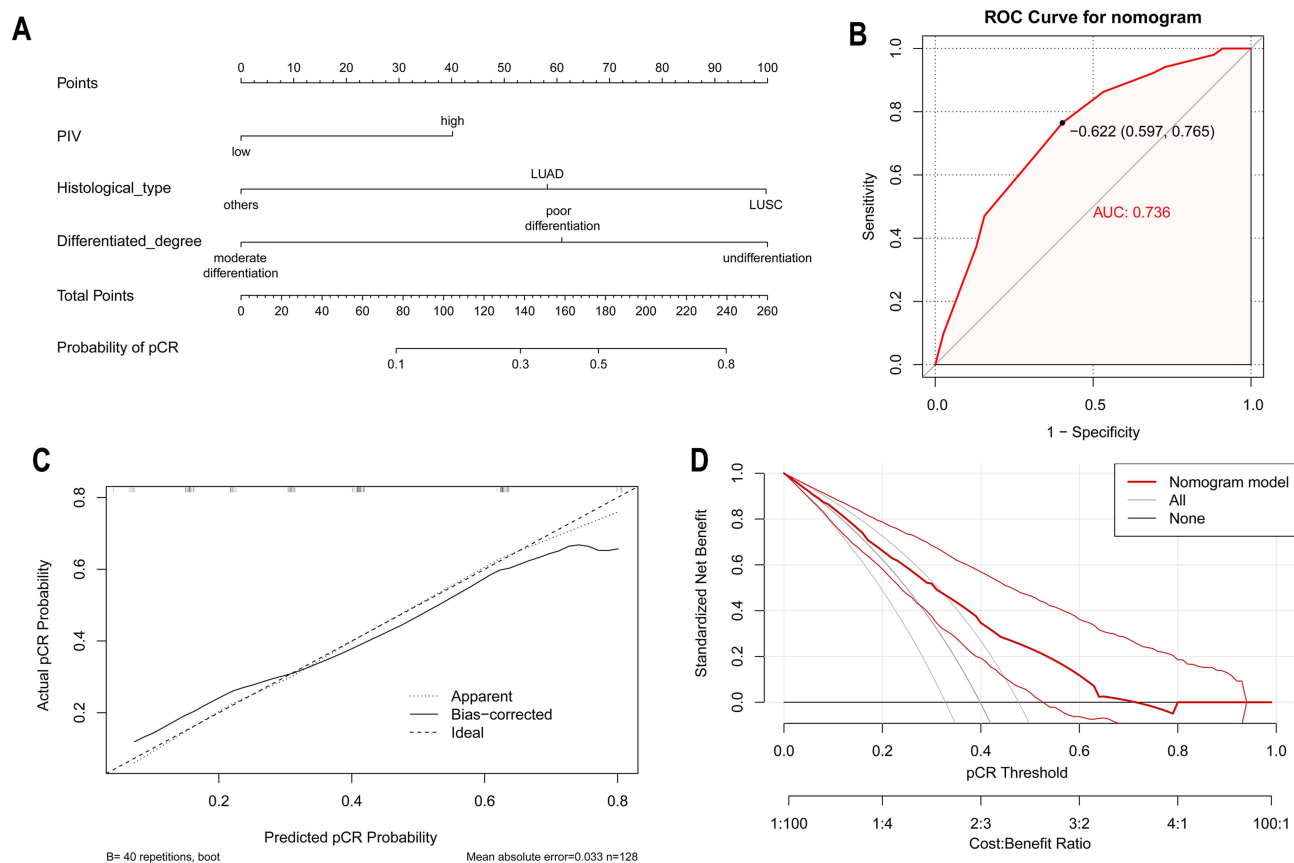 A
Points
0 10 20 30 40 50 60 70 80 90 100
PIV
low
high
Histological_type
others
LUAD
LUSC
Differentiated_degree
moderate
differentiation
poor
differentiation
undifferentiation
Total Points
0 20 40 60 80 100 120 140 160 180 200 220 240 260
Probability of pCR
0.1 0.3 0.5 0.8
B
ROC Curve for nomogram
Sensitivity
1.0
0.8
0.6
0.4
0.2
0.0
−0.622 (0.597, 0.765)
AUC: 0.736
0.0 0.5 1.0
1 − Specificity
C
Actual pCR Probability
0.8
0.6
0.4
0.2
Apparent
Bias−corrected
Ideal
0.2 0.4 0.6 0.8
Predicted pCR Probability
B= 40 repetitions, boot
Mean absolute error=0.033 n=128
D
Standardized Net Benefit
1.0
0.8
0.6
0.4
0.2
0.0
Nomogram model
All
None
0.0 0.2 0.4 0.6 0.8 1.0
pCR Threshold
1:100 1:4 2:3 3:2 4:1 100:1
Cost:Benefit Ratio